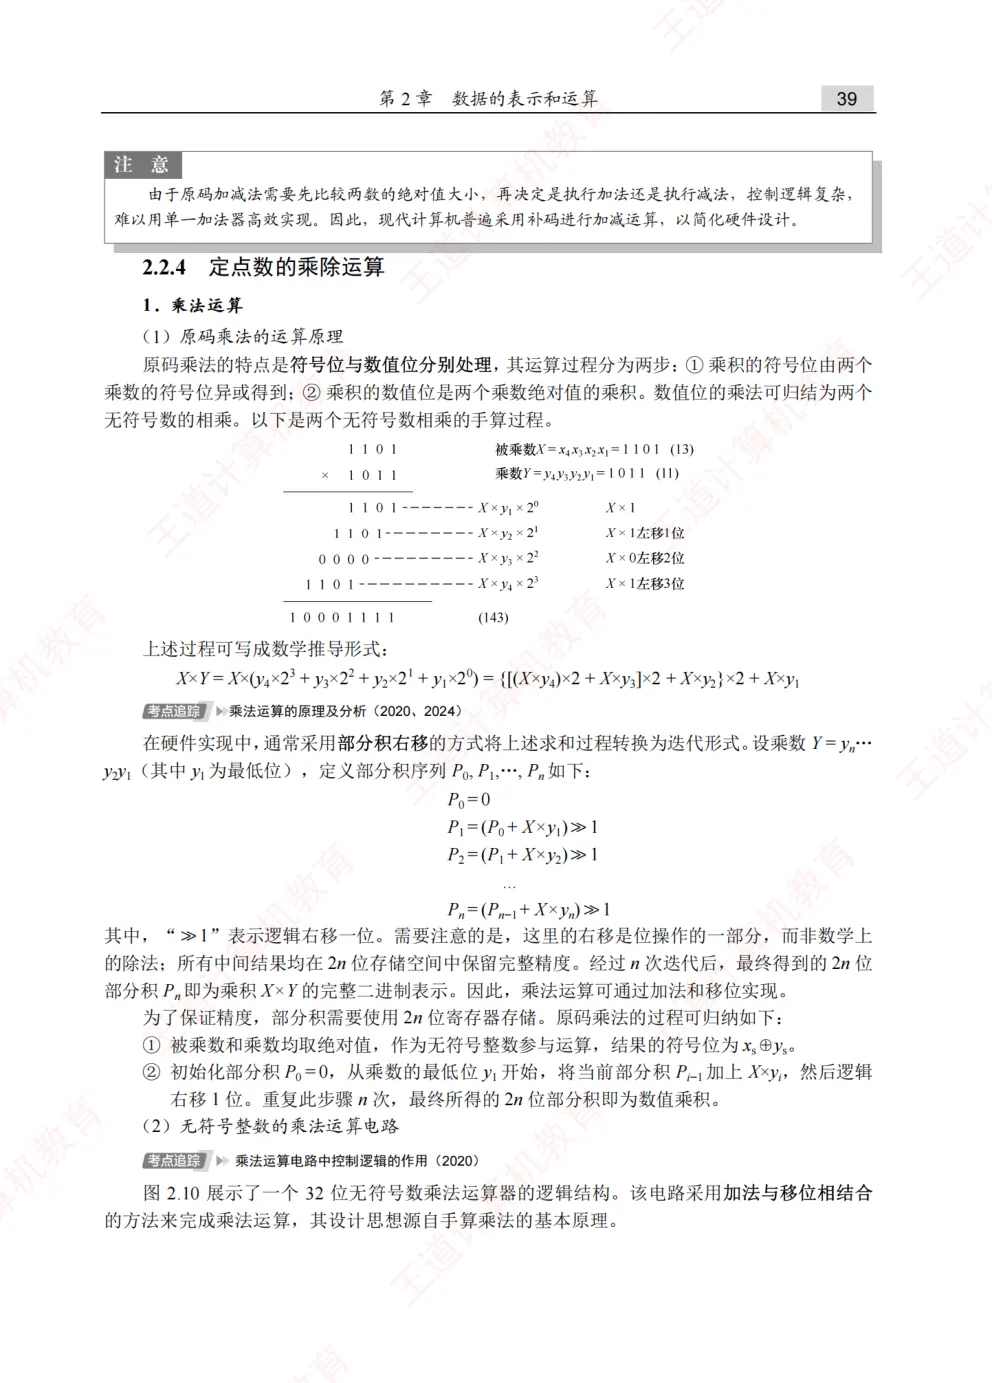 第 2 章 数据的表示和运算 39
注 意
由于原码加减法需要先比较两数的绝对值大小，再决定是执行加法还是执行减法，控制逻辑复杂，
难以用单一加法器高效实现。因此，现代计算机普遍采用补码进行加减运算，以简化硬件设计。
2.2.4 定点数的乘除运算
1. 乘法运算
（1）原码乘法的运算原理
原码乘法的特点是符号位与数值位分别处理，其运算过程分为两步：① 乘积的符号位由两个
乘数的符号位异或得到；② 乘积的数值位是两个乘数绝对值的乘积。数值位的乘法可归结为两个
无符号数的相乘。以下是两个无符号数相乘的手算过程。
1 1 0 1 被乘数X = x₄x₃x₂x₁ = 1 1 0 1 (13)
× 1 0 1 1 乘数Y = y₄y₃y₂y₁ = 1 0 1 1 (11)
1 1 0 1 ------- X × y₁ × 2⁰ X × 1
1 1 0 1 -------- X × y₂ × 2¹ X × 1左移1位
0 0 0 0 --------- X × y₃ × 2² X × 0左移2位
1 1 0 1 ---------- X × y₄ × 2³ X × 1左移3位
1 0 0 0 1 1 1 1 (143)
上述过程可写成数学推导形式：
X×Y = X×(y₄×2³ + y₃×2² + y₂×2¹ + y₁×2⁰) = {[(X×y₄)×2 + X×y₃]×2 + X×y₂}×2 + X×y₁
考点追踪 乘法运算的原理及分析（2020、2024）
在硬件实现中，通常采用部分积右移的方式将上述求和过程转换为迭代形式。设乘数 Y = yₙ⋯
y₂y₁（其中 y₁ 为最低位），定义部分积序列 P₀, P₁,⋯, Pₙ 如下：
P₀ = 0
P₁ = (P₀ + X×y₁)≫1
P₂ = (P₁ + X×y₂)≫1
…
Pₙ = (Pₙ₋₁ + X×yₙ)≫1
其中，“≫1”表示逻辑右移一位。需要注意的是，这里的右移是位操作的一部分，而非数学上
的除法；所有中间结果均在 2n 位存储空间中保留完整精度。经过 n 次迭代后，最终得到的 2n 位
部分积 Pₙ 即为乘积 X×Y 的完整二进制表示。因此，乘法运算可通过加法和移位实现。
为了保证精度，部分积需要使用 2n 位寄存器存储。原码乘法的过程可归纳如下：
① 被乘数和乘数均取绝对值，作为无符号整数参与运算，结果的符号位为 xₛ⊕yₛ。
② 初始化部分积 P₀ = 0，从乘数的最低位 y₁ 开始，将当前部分积 Pᵢ₋₁ 加上 X×yᵢ，然后逻辑
右移 1 位。重复此步骤 n 次，最终所得的 2n 位部分积即为数值乘积。
（2）无符号整数的乘法运算电路
考点追踪 乘法运算电路中控制逻辑的作用（2020）
图 2.10 展示了一个 32 位无符号数乘法运算器的逻辑结构。该电路采用加法与移位相结合
的方法来完成乘法运算，其设计思想源自手算乘法的基本原理。
王道计算机教育